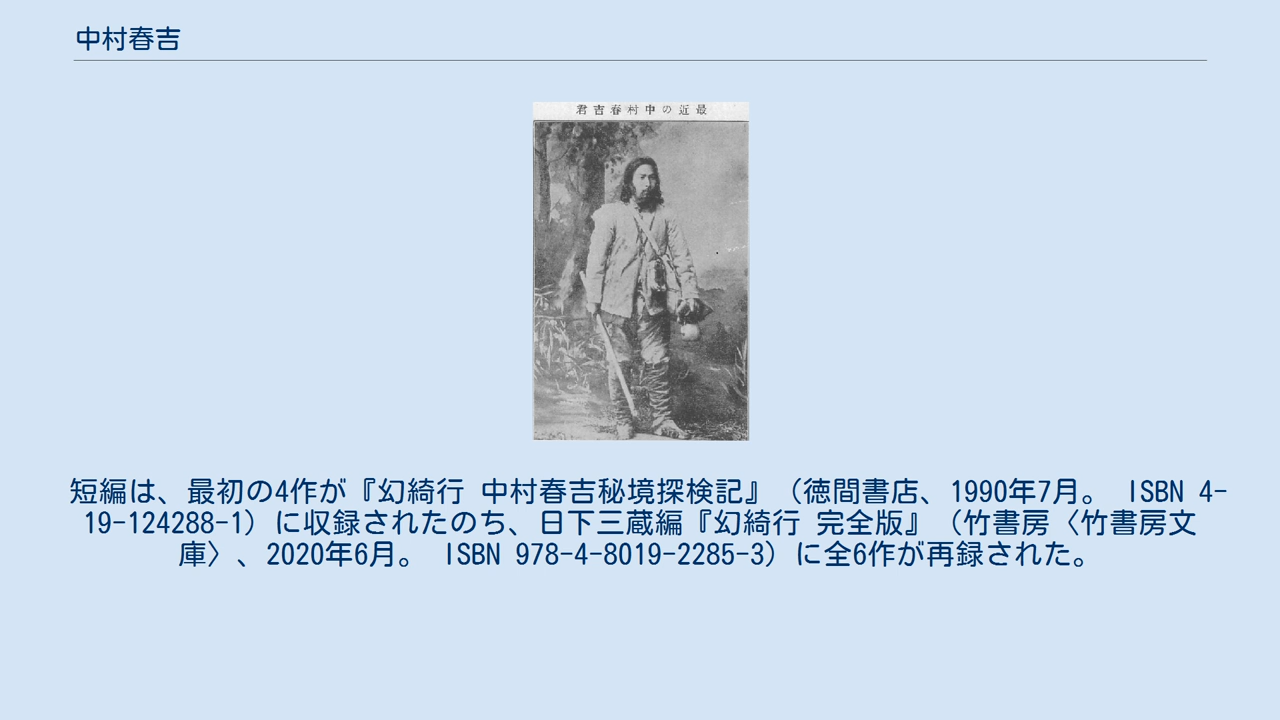 中村春吉
君吉春村中の近最
短編は、最初の4作が『幻綺行 中村春吉秘境探検記』（徳間書店、1990年7月。 ISBN 4-
19-124288-1）に収録されたのち、日下三蔵編『幻綺行 完全版』（竹書房〈竹書房文
庫〉、2020年6月。 ISBN 978-4-8019-2285-3）に全6作が再録された。